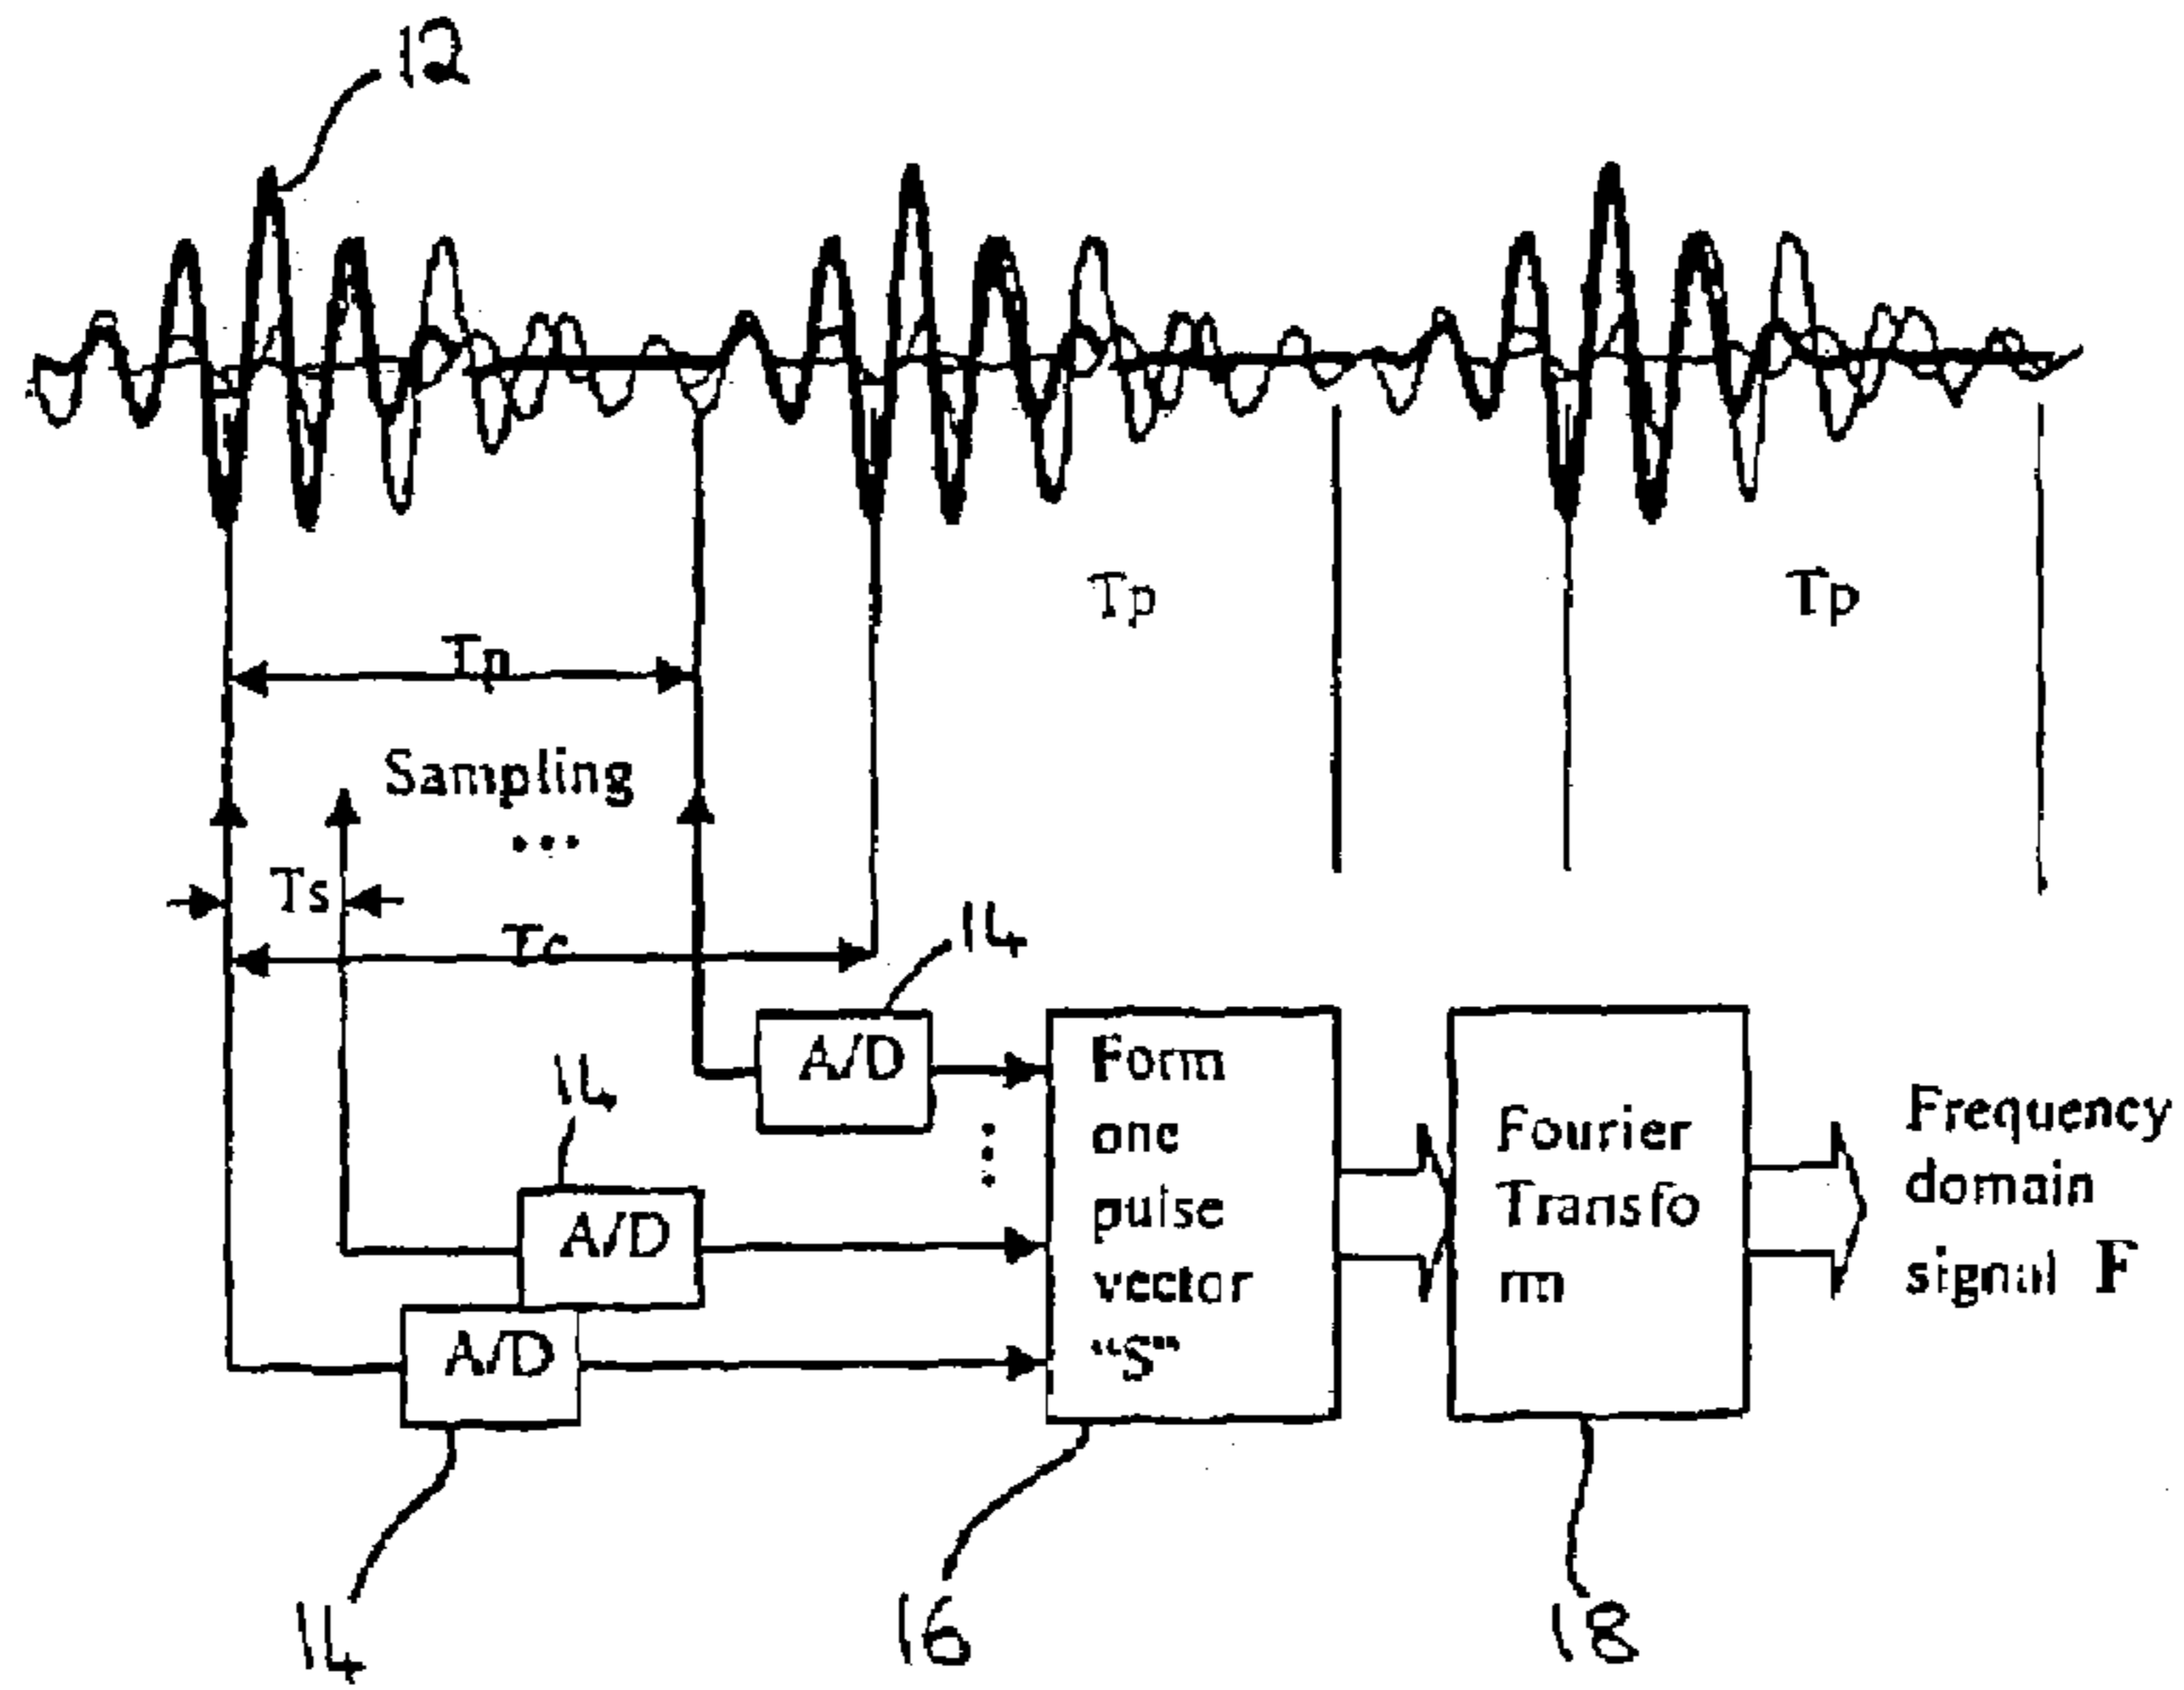 12
Tp
Tp
Tp
Sampling
...
Ts
Tc
14
A/D
14
A/D
A/D
Form
one
pulse
vector
“S”
Fourier
Transfo
rm
Frequency
domain
signal F
14
16
18